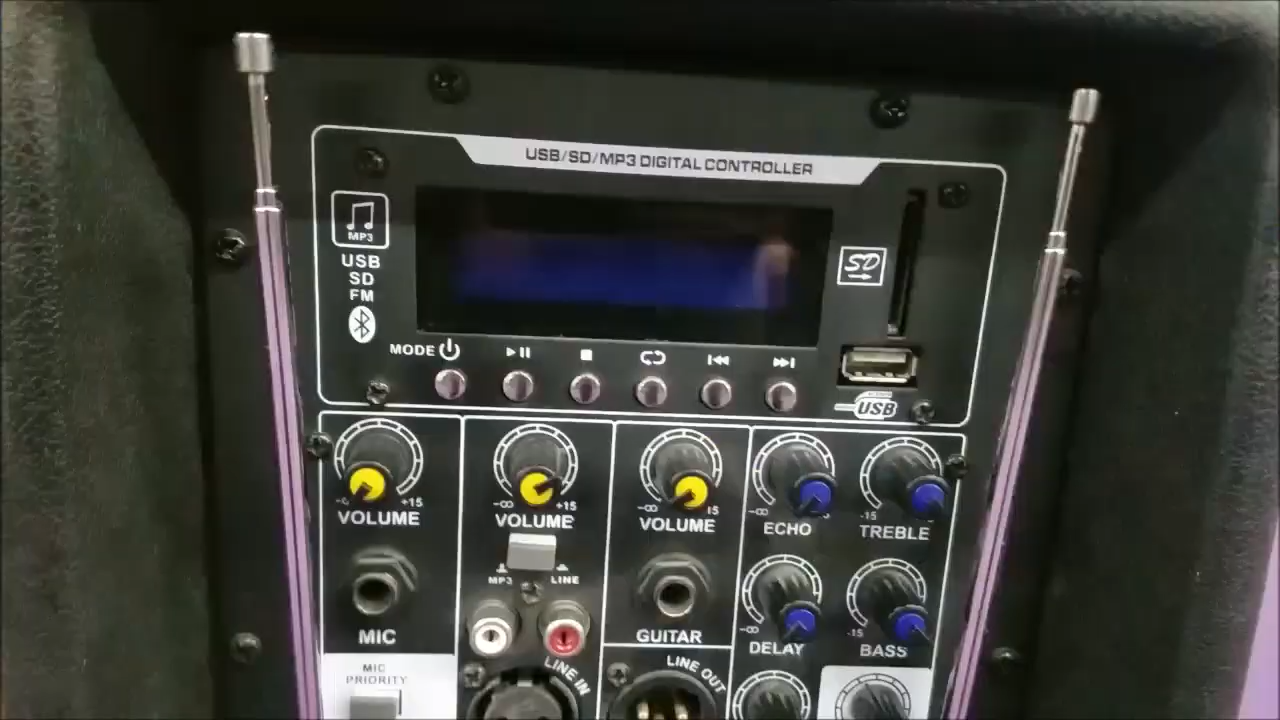 USB/SD/MP3 DIGITAL CONTROLLER
MP3
USB
SD
FM
SD
MODE
USB
+15
VOLUME
-∞ +15
VOLUME
-∞ 15
VOLUME
-∞
ECHO
-15
TREBLE
MP3 LINE
MIC
GUITAR
-∞
DELAY
-15
BASS
MIC
PRIORITY
LINE IN
LINE OUT